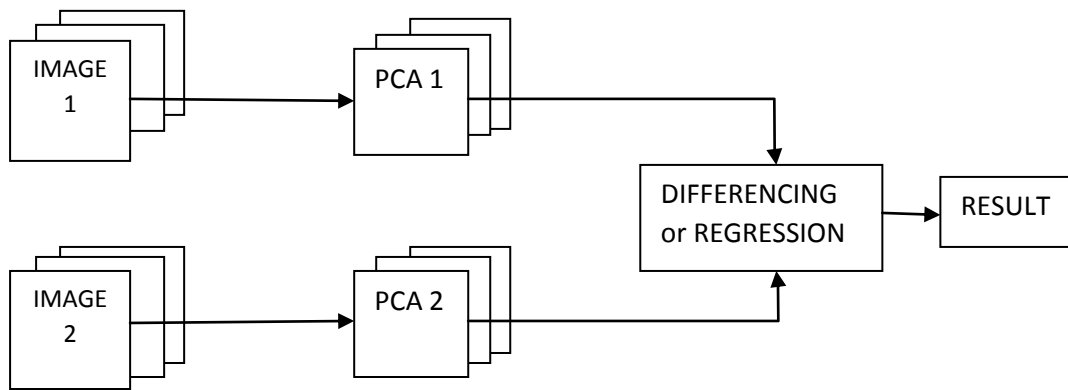 IMAGE
1
PCA 1
DIFFERENCING
or REGRESSION
RESULT
IMAGE
2
PCA 2